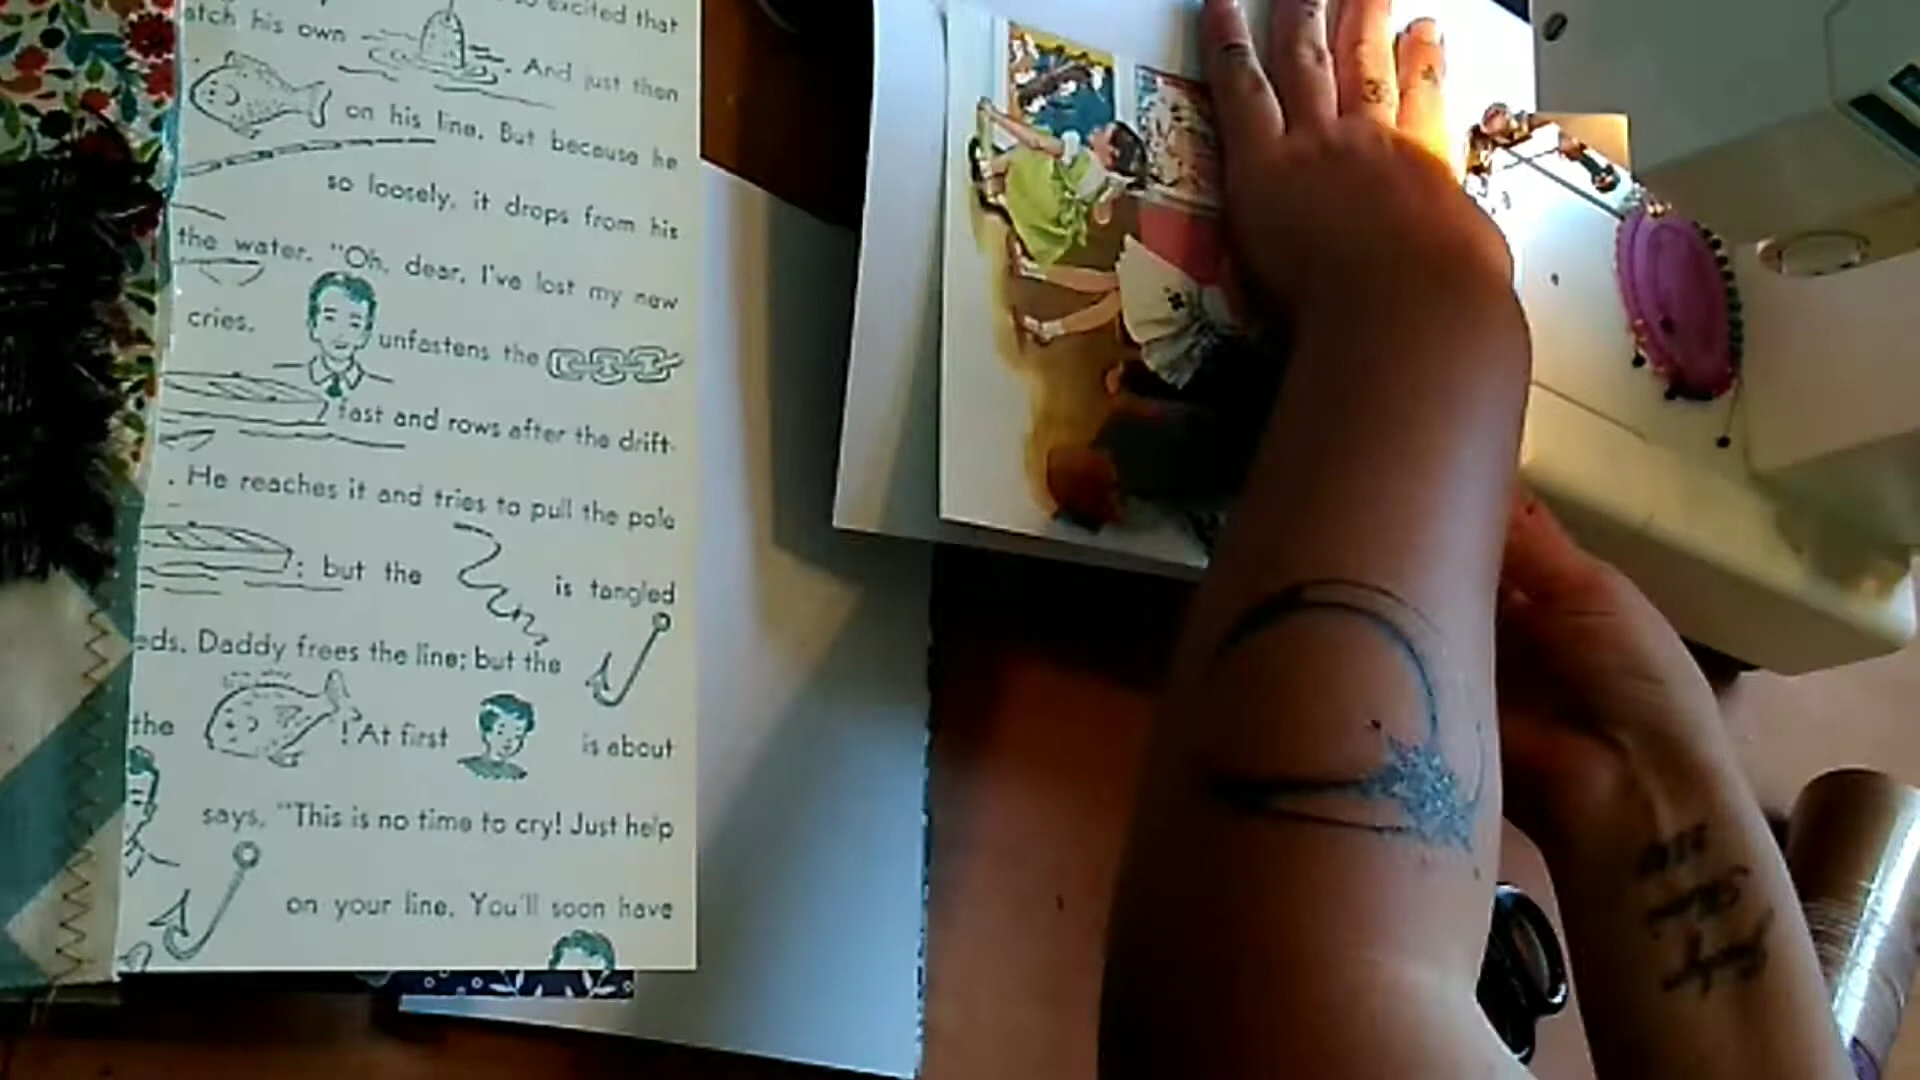 so excited that
atch his own . And just then
on his line. But because he
so loosely, it drops from his
the water. "Oh, dear, I've lost my new
cries. unfastens the
fast and rows after the drift-
. He reaches it and tries to pull the pole
; but the is tangled
eds. Daddy frees the line; but the
the ! At first is about
says, "This is no time to cry! Just help
on your line. You'll soon have